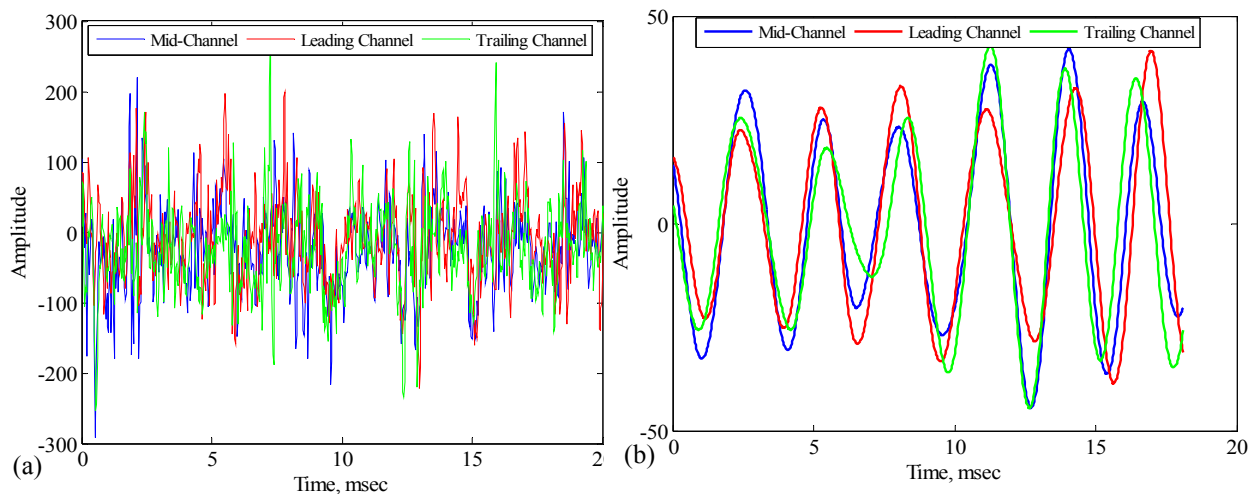 300
Mid-Channel Leading Channel Trailing Channel
200
100
0
-100
-200
-300
Amplitude
0 5 10 15 20
Time, msec
(a)
50
Mid-Channel Leading Channel Trailing Channel
0
-50
Amplitude
0 5 10 15 20
Time, msec
(b)